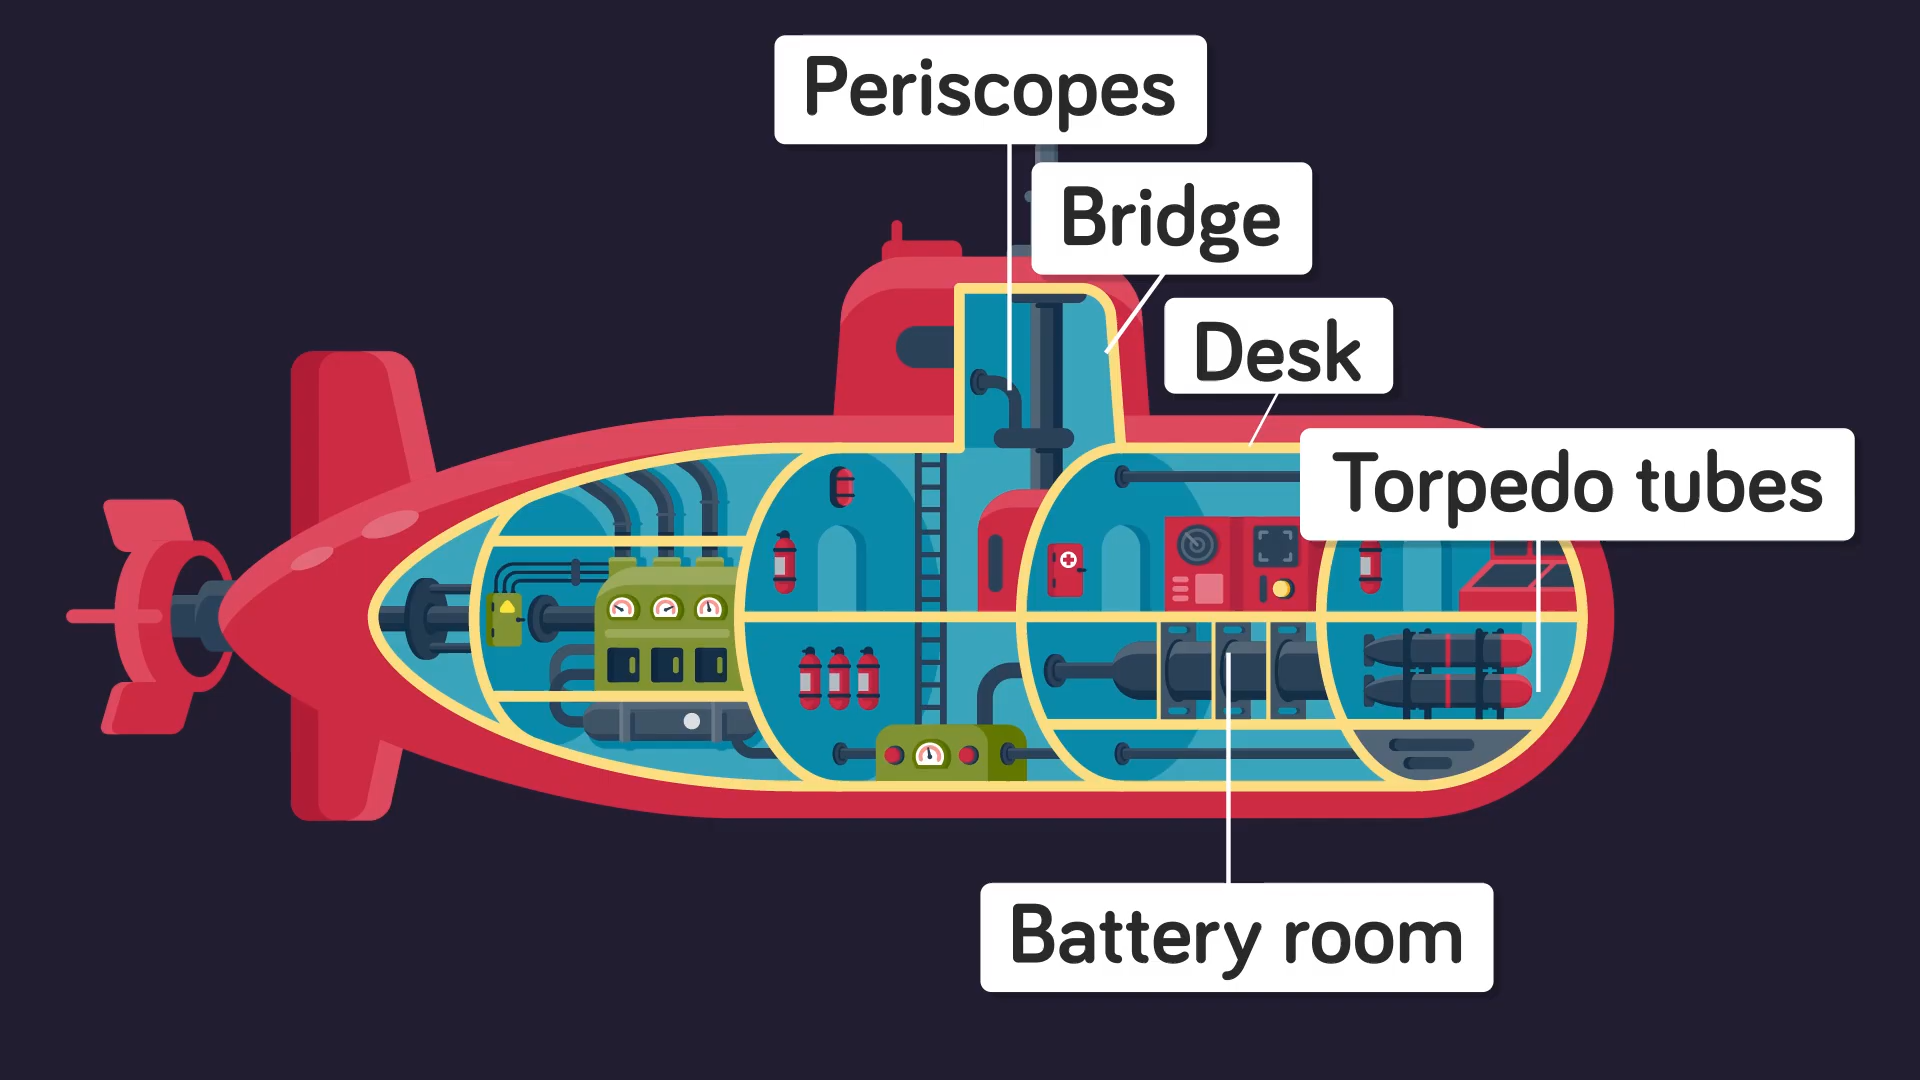 Periscopes
Bridge
Desk
Torpedo tubes
Battery room